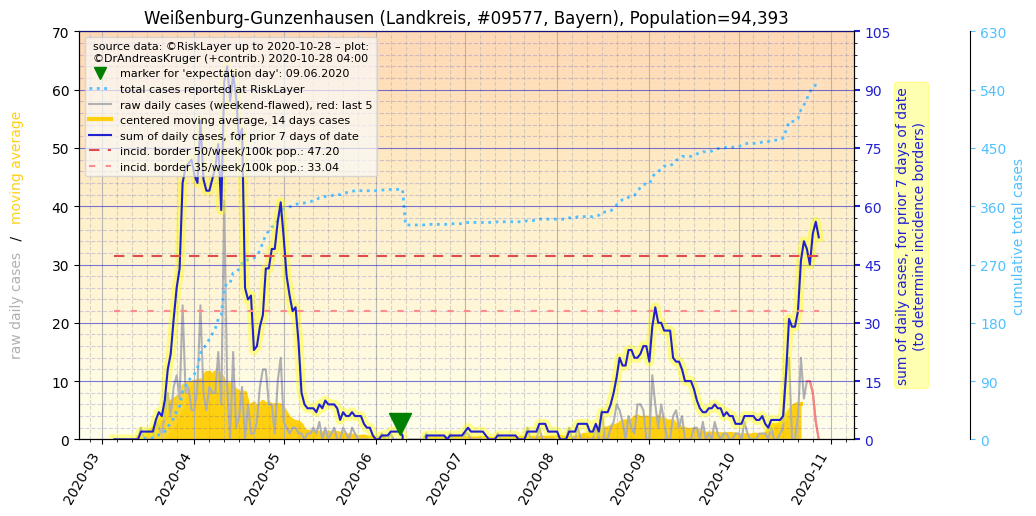 Weißenburg-Gunzenhausen (Landkreis, #09577, Bayern), Population=94,393
source data: ©RiskLayer up to 2020-10-28 – plot:
©DrAndreasKruger (+contrib.) 2020-10-28 04:00
marker for 'expectation day': 09.06.2020
total cases reported at RiskLayer
raw daily cases (weekend-flawed), red: last 5
centered moving average, 14 days cases
sum of daily cases, for prior 7 days of date
incid. border 50/week/100k pop.: 47.20
incid. border 35/week/100k pop.: 33.04
raw daily cases / moving average
70
60
50
40
30
20
10
0
105
90
75
60
45
30
15
0
sum of daily cases, for prior 7 days of date
(to determine incidence borders)
630
540
450
360
270
180
90
0
cumulative total cases
2020-03
2020-04
2020-05
2020-06
2020-07
2020-08
2020-09
2020-10
2020-11